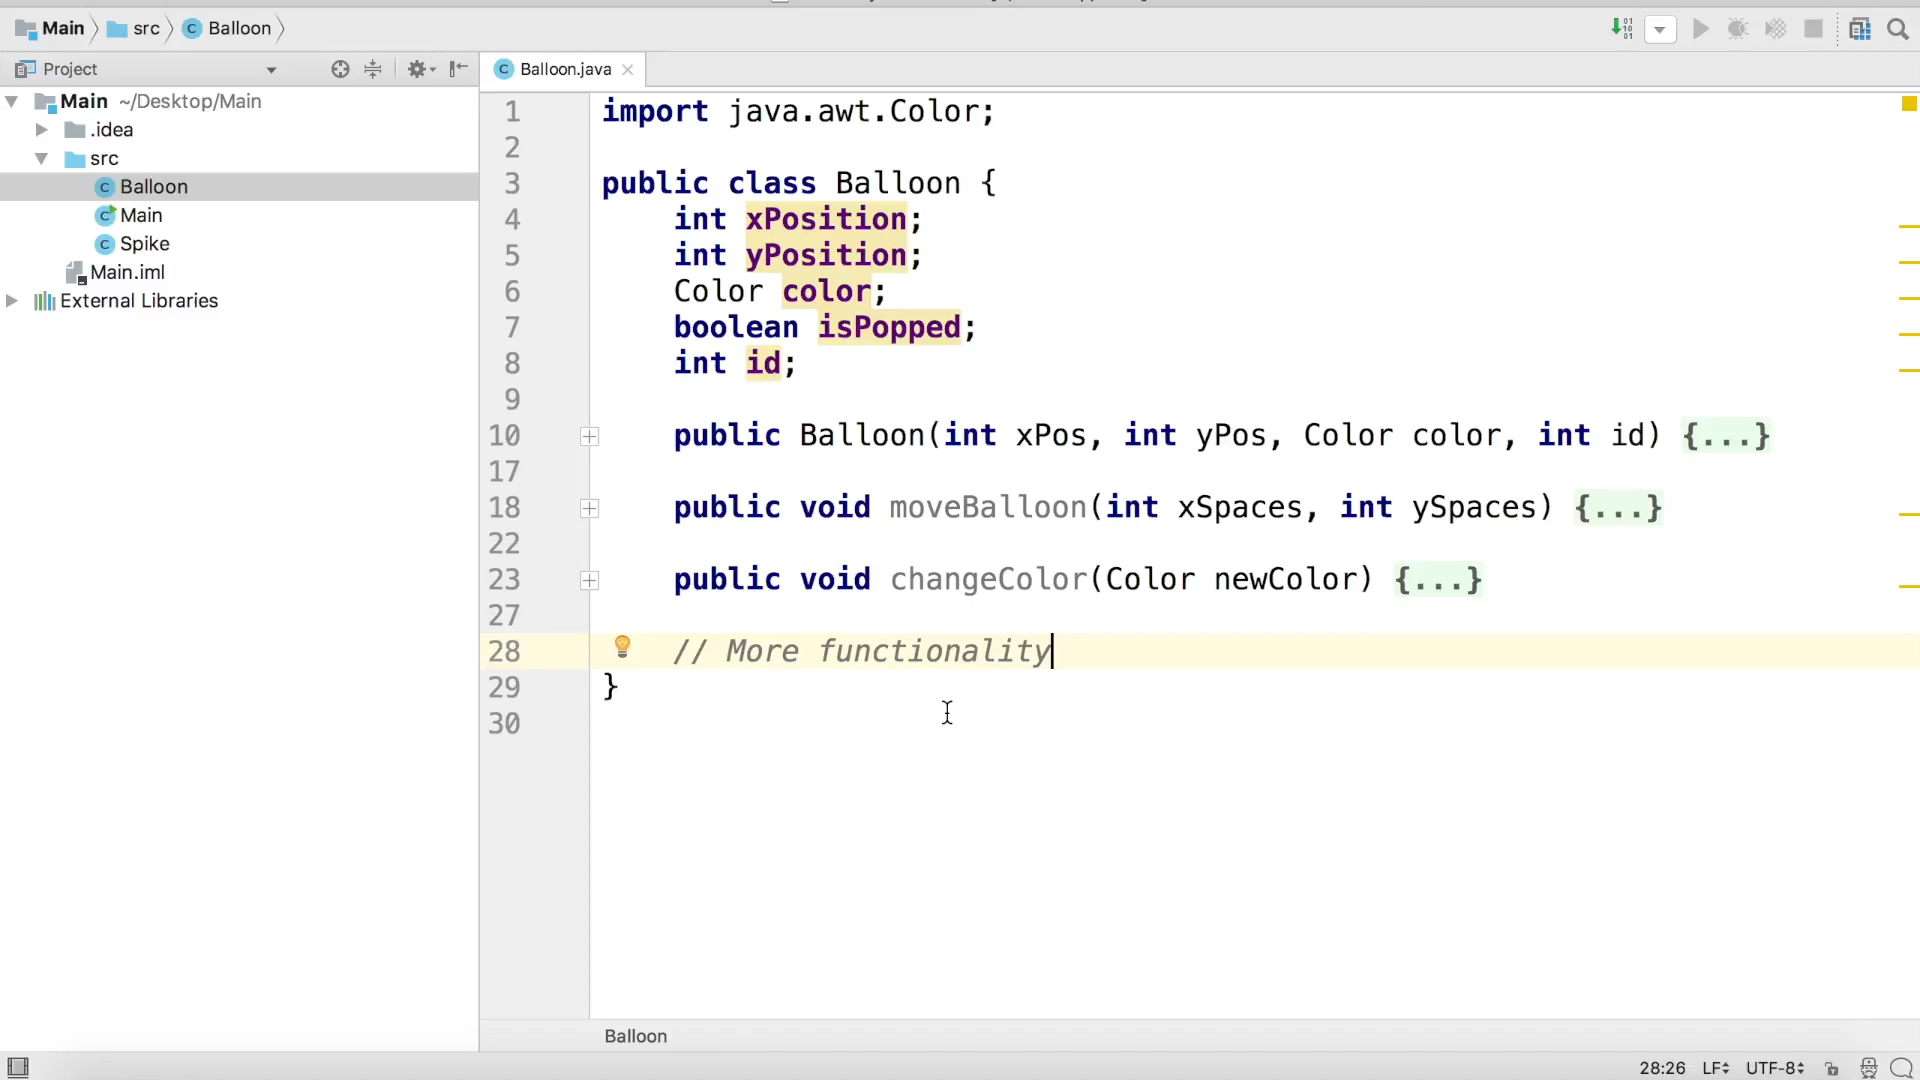 Main src Balloon
Project
Balloon.java
Main ~/Desktop/Main
.idea
src
Balloon
Main
Spike
Main.iml
External Libraries
1 import java.awt.Color;
2
3 public class Balloon {
4 int xPosition;
5 int yPosition;
6 Color color;
7 boolean isPopped;
8 int id;
9
10 public Balloon(int xPos, int yPos, Color color, int id) {...}
17
18 public void moveBalloon(int xSpaces, int ySpaces) {...}
22
23 public void changeColor(Color newColor) {...}
27
28 // More functionality
29 }
30
Balloon
28:26 LF UTF-8